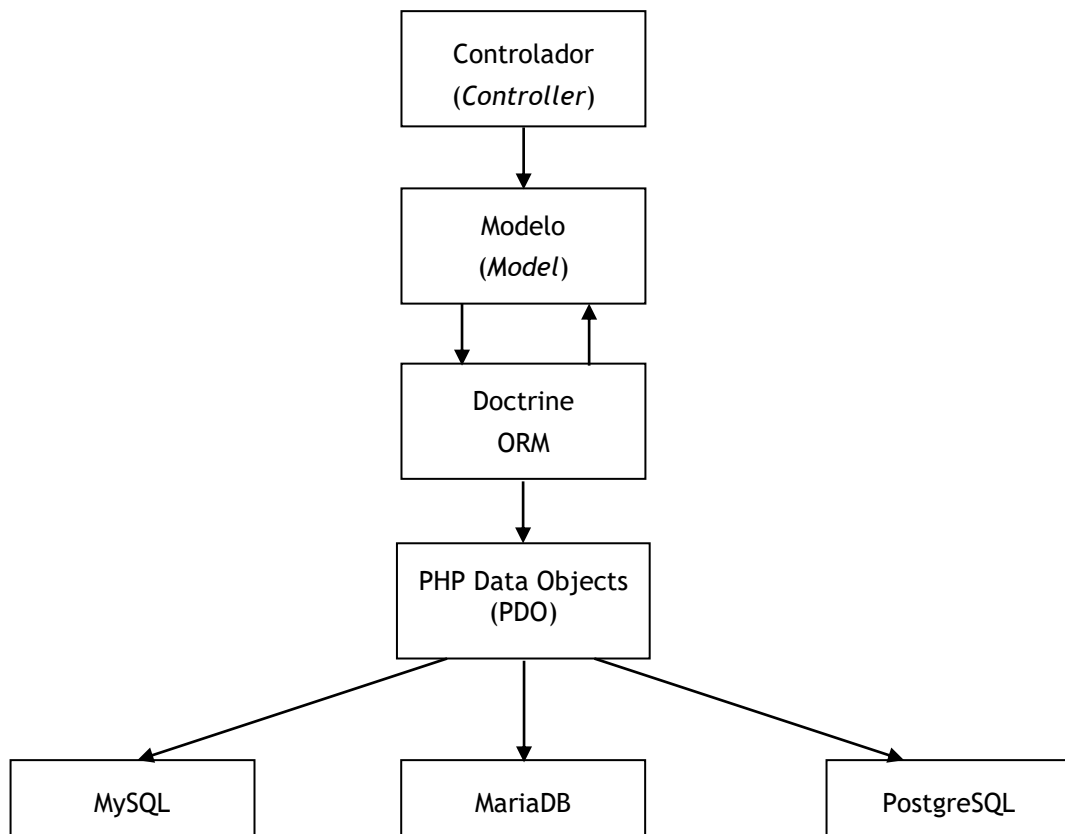 Controlador
(Controller)
Modelo
(Model)
Doctrine
ORM
PHP Data Objects
(PDO)
MySQL
MariaDB
PostgreSQL